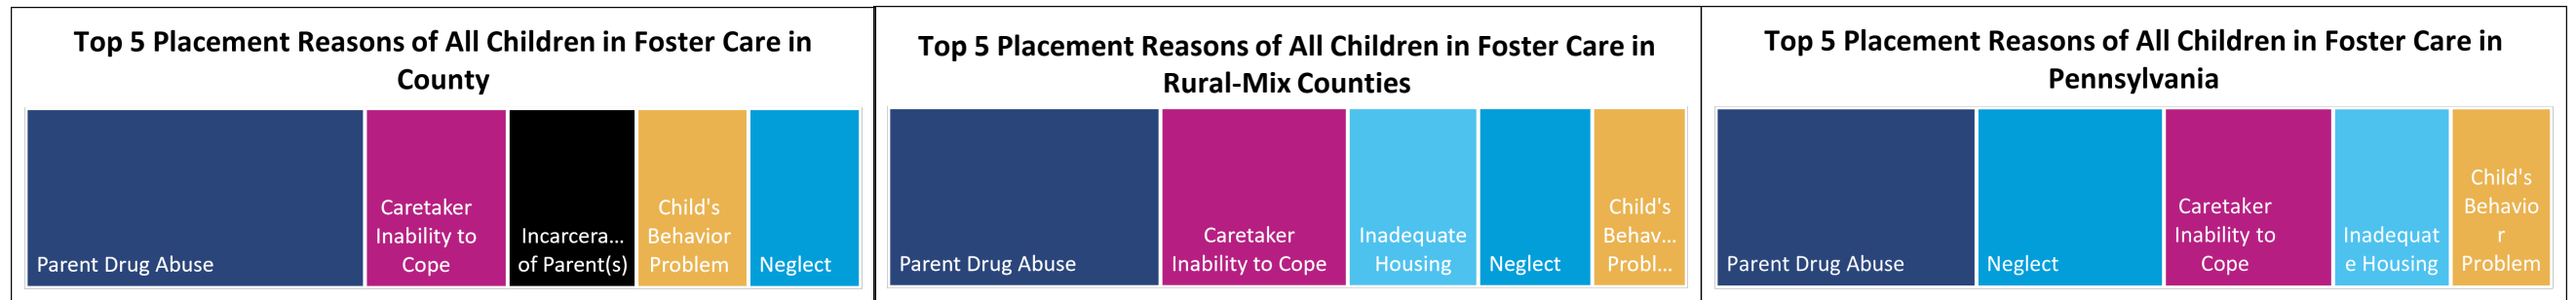 Top 5 Placement Reasons of All Children in Foster Care in
County
Parent Drug Abuse
Caretaker
Inability to
Cope
Incarcera...
of Parent(s)
Child's
Behavior
Problem
Neglect
Top 5 Placement Reasons of All Children in Foster Care in
Rural-Mix Counties
Parent Drug Abuse
Caretaker
Inability to Cope
Inadequate
Housing
Neglect
Child's
Behav...
Probl...
Top 5 Placement Reasons of All Children in Foster Care in
Pennsylvania
Parent Drug Abuse
Neglect
Caretaker
Inability to
Cope
Inadequat
e Housing
Child's
Behavio
r
Problem